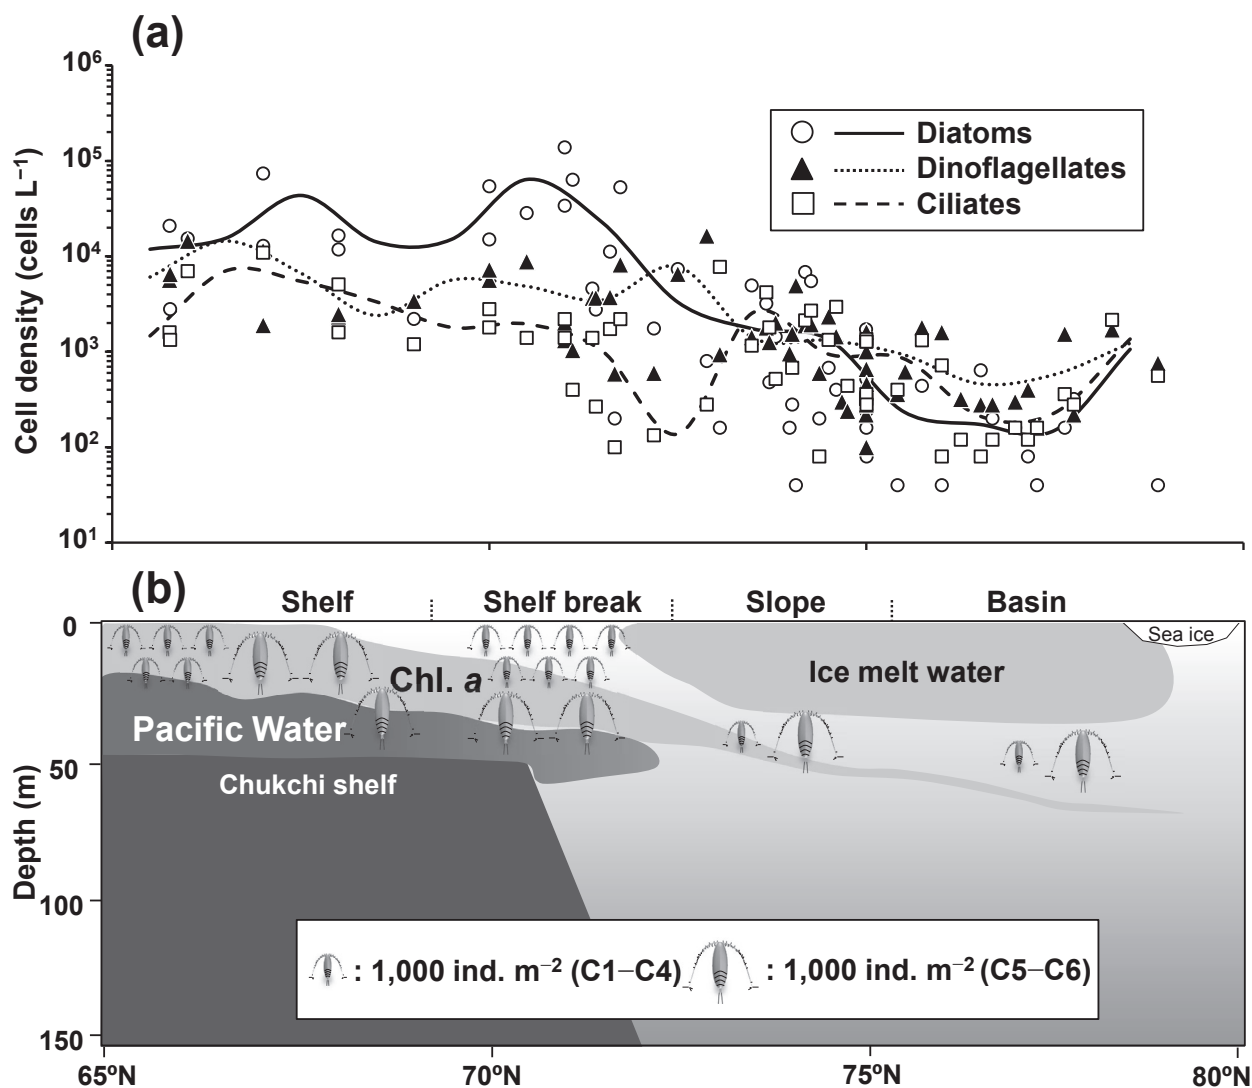 (a)
10⁶
10⁵
10⁴
10³
10²
10¹
Cell density (cells L⁻¹)
Diatoms
Dinoflagellates
Ciliates
(b)
Shelf
Shelf break
Slope
Basin
0
50
100
150
Depth (m)
Sea ice
Ice melt water
Chl. a
Pacific Water
Chukchi shelf
: 1,000 ind. m⁻² (C1–C4)
: 1,000 ind. m⁻² (C5–C6)
65ºN
70ºN
75ºN
80ºN